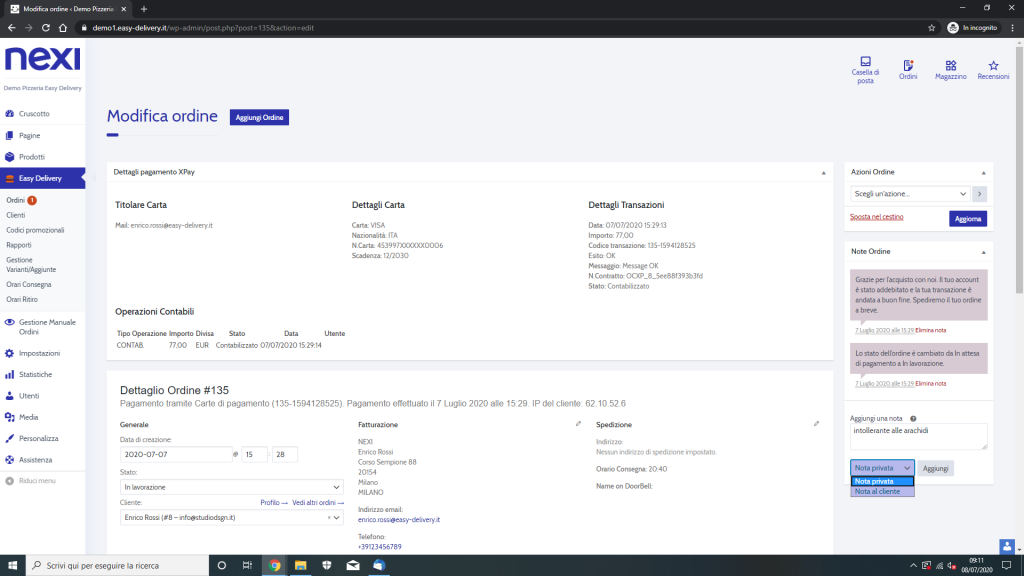 Modifica ordine ‹ Demo Pizzeria
demo1.easy-delivery.it/wp-admin/post.php?post=135&action=edit
In incognito
nexi
Demo Pizzeria Easy Delivery
Cruscotto
Pagine
Prodotti
Easy Delivery
Ordini 1
Clienti
Codici promozionali
Rapporti
Gestione
Varianti/Aggiunte
Orari Consegna
Orari Ritiro
Gestione Manuale
Ordini
Impostazioni
Statistiche
Utenti
Media
Personalizza
Assistenza
Riduci menu
Casella di
posta
Ordini
Magazzino
Recensioni
Modifica ordine
Aggiungi Ordine
Dettagli pagamento XPay
Titolare Carta
Mail: enrico.rossi@easy-delivery.it
Dettagli Carta
Carta: VISA
Nazionalità: ITA
N.Carta: 453997XXXXXX0006
Scadenza: 12/2030
Dettagli Transazioni
Data: 07/07/2020 15:29:13
Importo: 77,00
Codice transazione: 135-1594128525
Esito: OK
Messaggio: Message OK
N.Contratto: OCXP_8_5ee88f393b3fd
Stato: Contabilizzato
Operazioni Contabili
Tipo Operazione Importo Divisa Stato Data Utente
CONTAB. 77,00 EUR Contabilizzato 07/07/2020 15:29:14
Dettaglio Ordine #135
Pagamento tramite Carte di pagamento (135-1594128525). Pagamento effettuato il 7 Luglio 2020 alle 15:29. IP del cliente: 62.10.52.6
Generale
Data di creazione:
2020-07-07 @ 15 : 28
Stato:
In lavorazione
Cliente: Profilo → Vedi altri ordini →
Enrico Rossi (#8 – info@studiodsgn.it) ×
Fatturazione
NEXI
Enrico Rossi
Corso Sempione 88
20154
Milano
MILANO
Indirizzo email:
enrico.rossi@easy-delivery.it
Telefono:
+39123456789
Spedizione
Indirizzo:
Nessun indirizzo di spedizione impostato.
Orario Consegna: 20:40
Name on DoorBell:
Azioni Ordine
Scegli un'azione...
Sposta nel cestino
Aggiorna
Note Ordine
Grazie per l'acquisto con noi. Il tuo account
è stato addebitato e la tua transazione è
andata a buon fine. Spediremo il tuo ordine
a breve.
7 Luglio 2020 alle 15:29 Elimina nota
Lo stato dell'ordine è cambiato da In attesa
di pagamento a In lavorazione.
7 Luglio 2020 alle 15:29 Elimina nota
Aggiungi una nota
intollerante alle arachidi
Nota privata
Aggiungi
Nota privata
Nota al cliente
Scrivi qui per eseguire la ricerca
09:11
08/07/2020